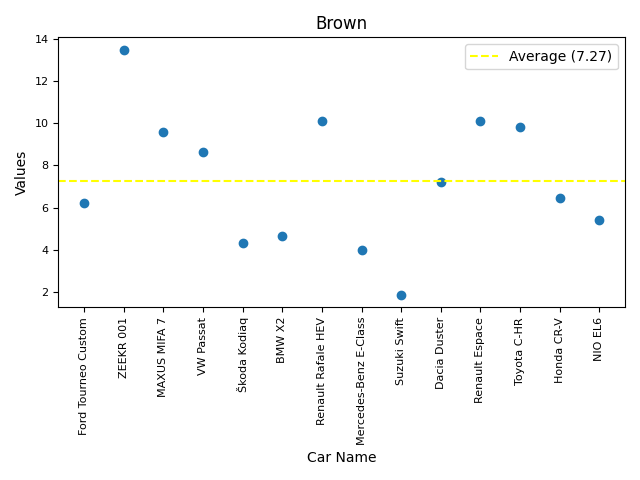 Brown
14
12
10
8
6
4
2
Values
Average (7.27)
Ford Tourneo Custom
ZEEKR 001
MAXUS MIFA 7
VW Passat
Škoda Kodiaq
BMW X2
Renault Rafale HEV
Mercedes-Benz E-Class
Suzuki Swift
Dacia Duster
Renault Espace
Toyota C-HR
Honda CR-V
NIO EL6
Car Name